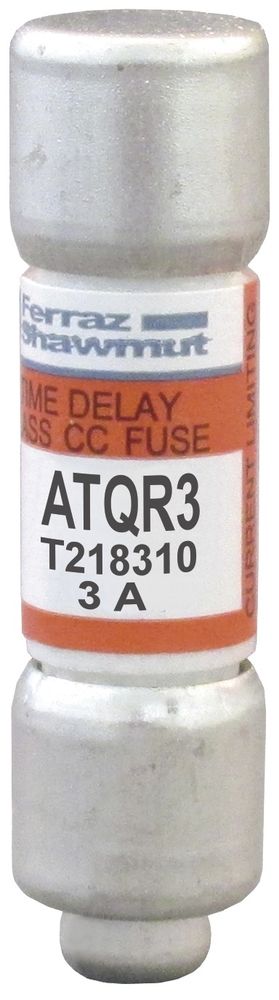 Ferraz
Shawmut
TIME DELAY
ASS CC FUSE
ATQR3
T218310
3 A
CURRENT LIMITING